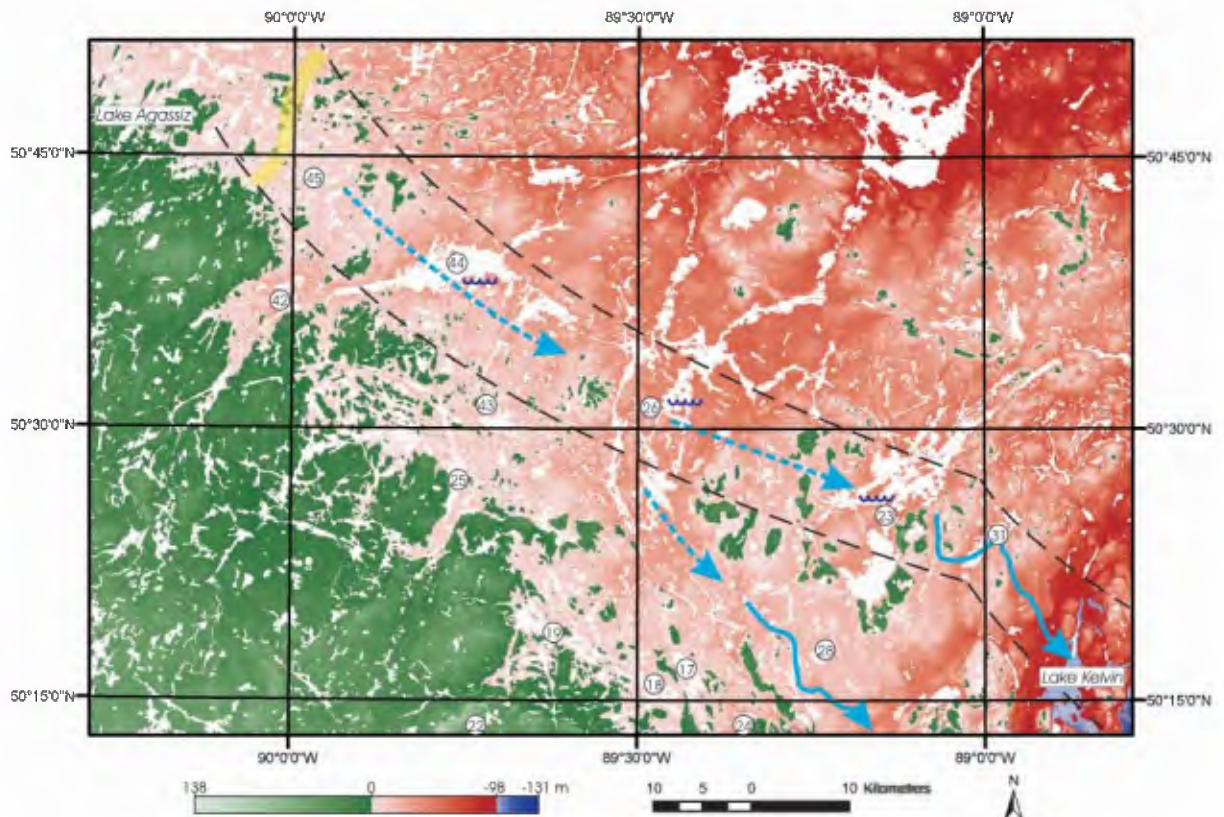 90°0'0"W 89°30'0"W 89°0'0"W
Lake Agassiz
50°45'0"N 50°45'0"N
45
44
42
26
43
50°30'0"N 50°30'0"N
25
23
31
19
28
17
18
Lake Kelvin
50°15'0"N 50°15'0"N
22 24
90°0'0"W 89°30'0"W 89°0'0"W
138 0 -98 -131 m
10 5 0 10 Kilometers
N